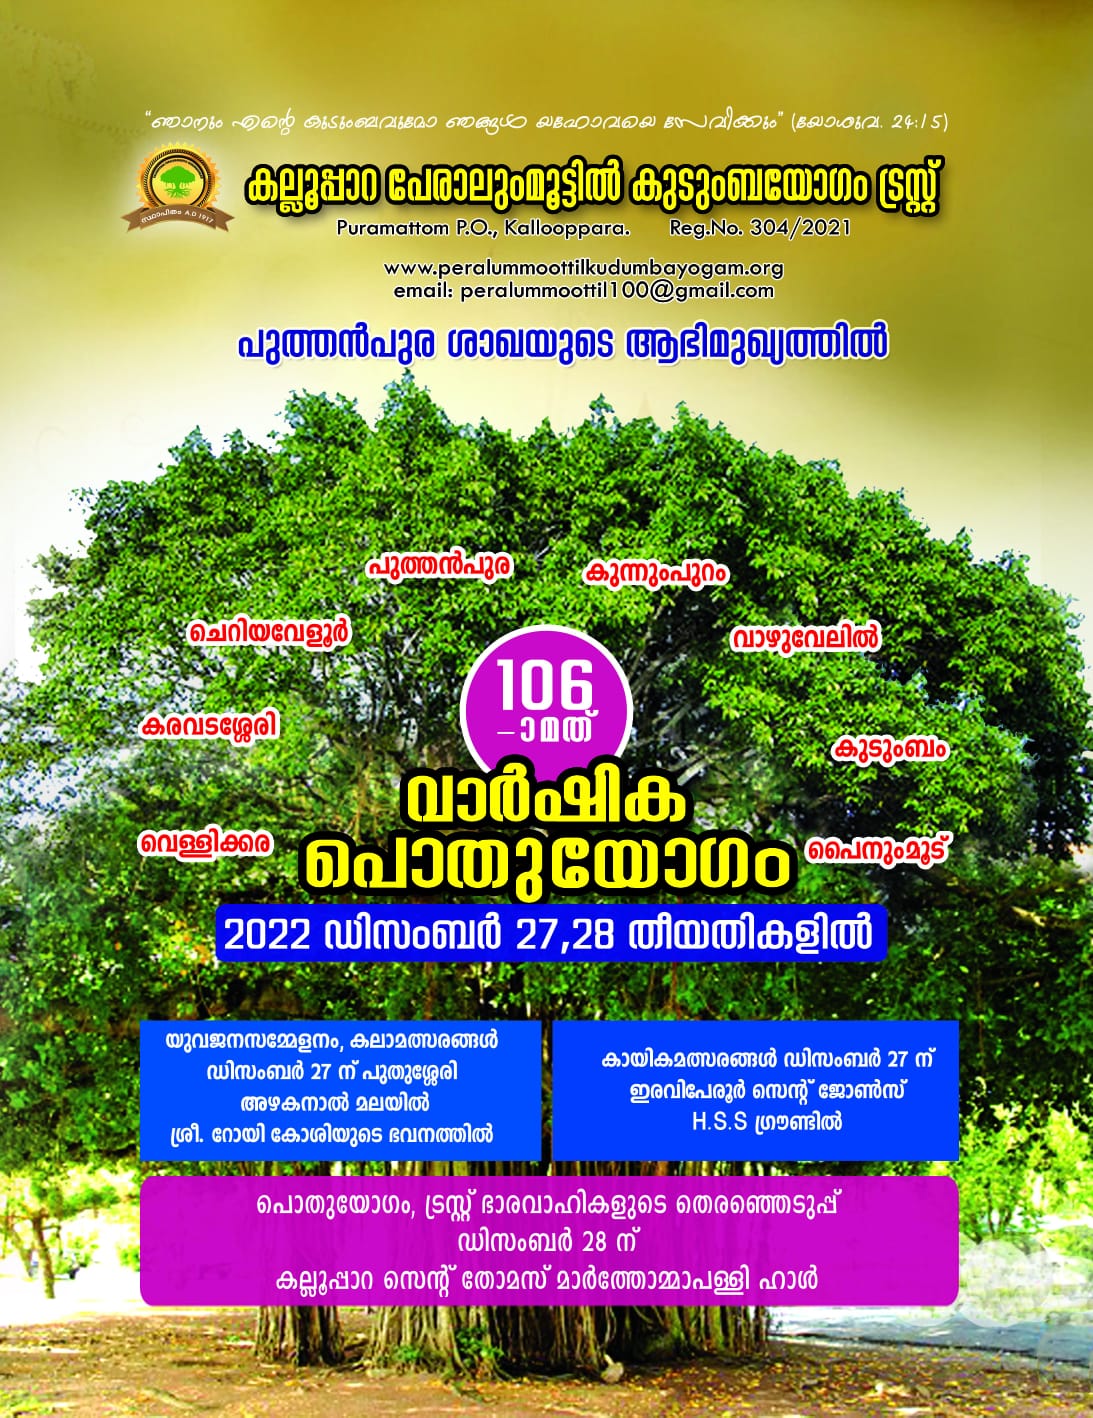 “ഞാനും എന്റെ കുടുംബവുമോ ഞങ്ങൾ യഹോവയെ സേവിക്കും” (യോശുവ. 24:15)
സ്ഥാപിതം A.D 1917
കല്ലൂപ്പാറ പേരാലുംമൂട്ടിൽ കുടുംബയോഗം ട്രസ്റ്റ്
Puramattom P.O., Kallooppara. Reg.No. 304/2021
www.peralummoottilkudumbayogam.org
email: peralummoottil100@gmail.com
പുത്തൻപുര ശാഖയുടെ ആഭിമുഖ്യത്തിൽ
പുത്തൻപുര
കുന്നുംപുറം
ചെറിയവേളൂർ
വാഴുവേലിൽ
കരവടശ്ശേരി
കുടുംബം
വെള്ളിക്കര
പൈനുംമൂട്
106
–ാമത്
വാർഷിക
പൊതുയോഗം
2022 ഡിസംബർ 27,28 തീയതികളിൽ
യുവജനസമ്മേളനം, കലാമത്സരങ്ങൾ
ഡിസംബർ 27 ന് പുതുശ്ശേരി
അഴകനാൽ മലയിൽ
ശ്രീ. റോയി കോശിയുടെ ഭവനത്തിൽ
കായികമത്സരങ്ങൾ ഡിസംബർ 27 ന്
ഇരവിപേരൂർ സെന്റ് ജോൺസ്
H.S.S ഗ്രൗണ്ടിൽ
പൊതുയോഗം, ട്രസ്റ്റ് ഭാരവാഹികളുടെ തെരഞ്ഞെടുപ്പ്
ഡിസംബർ 28 ന്
കല്ലൂപ്പാറ സെന്റ് തോമസ് മാർത്തോമ്മാപള്ളി ഹാൾ